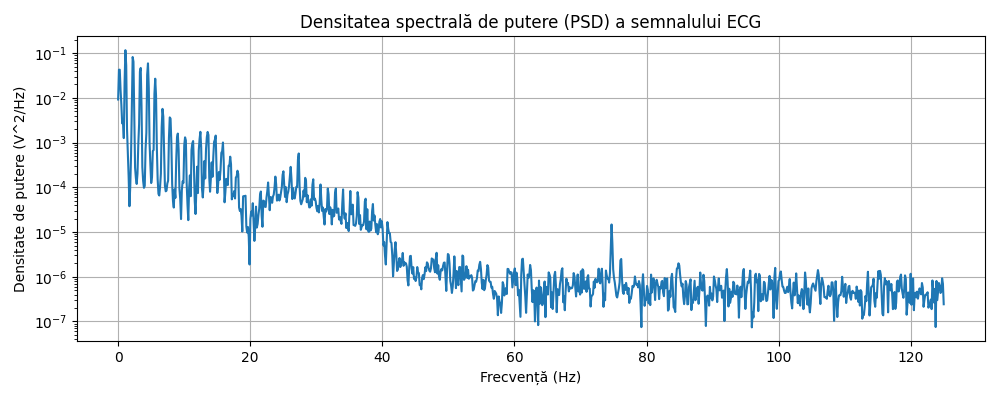 Densitatea spectrală de putere (PSD) a semnalului ECG
Densitate de putere (V^2/Hz)
10⁻¹
10⁻²
10⁻³
10⁻⁴
10⁻⁵
10⁻⁶
10⁻⁷
0 20 40 60 80 100 120
Frecvență (Hz)